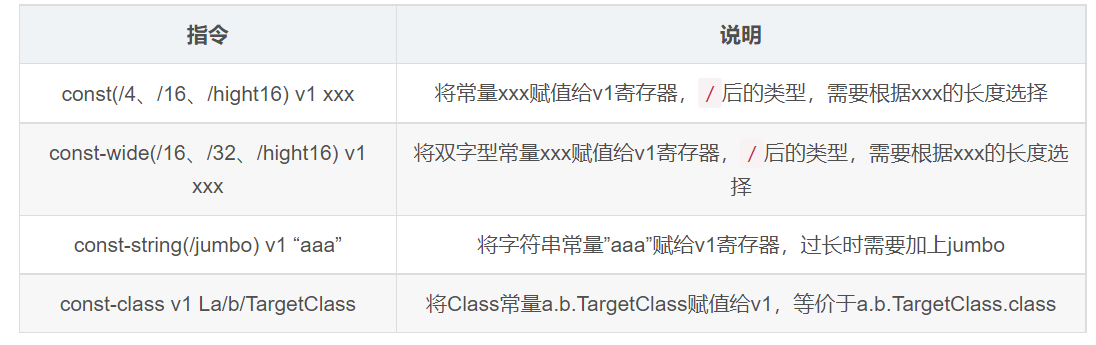 指令 说明
const(/4、/16、/hight16) v1 xxx 将常量xxx赋值给v1寄存器，/后的类型，需要根据xxx的长度选择
const-wide(/16、/32、/hight16) v1
xxx
将双字型常量xxx赋值给v1寄存器，/后的类型，需要根据xxx的长度选
择
const-string(/jumbo) v1 “aaa” 将字符串常量”aaa”赋给v1寄存器，过长时需要加上jumbo
const-class v1 La/b/TargetClass 将Class常量a.b.TargetClass赋值给v1，等价于a.b.TargetClass.class